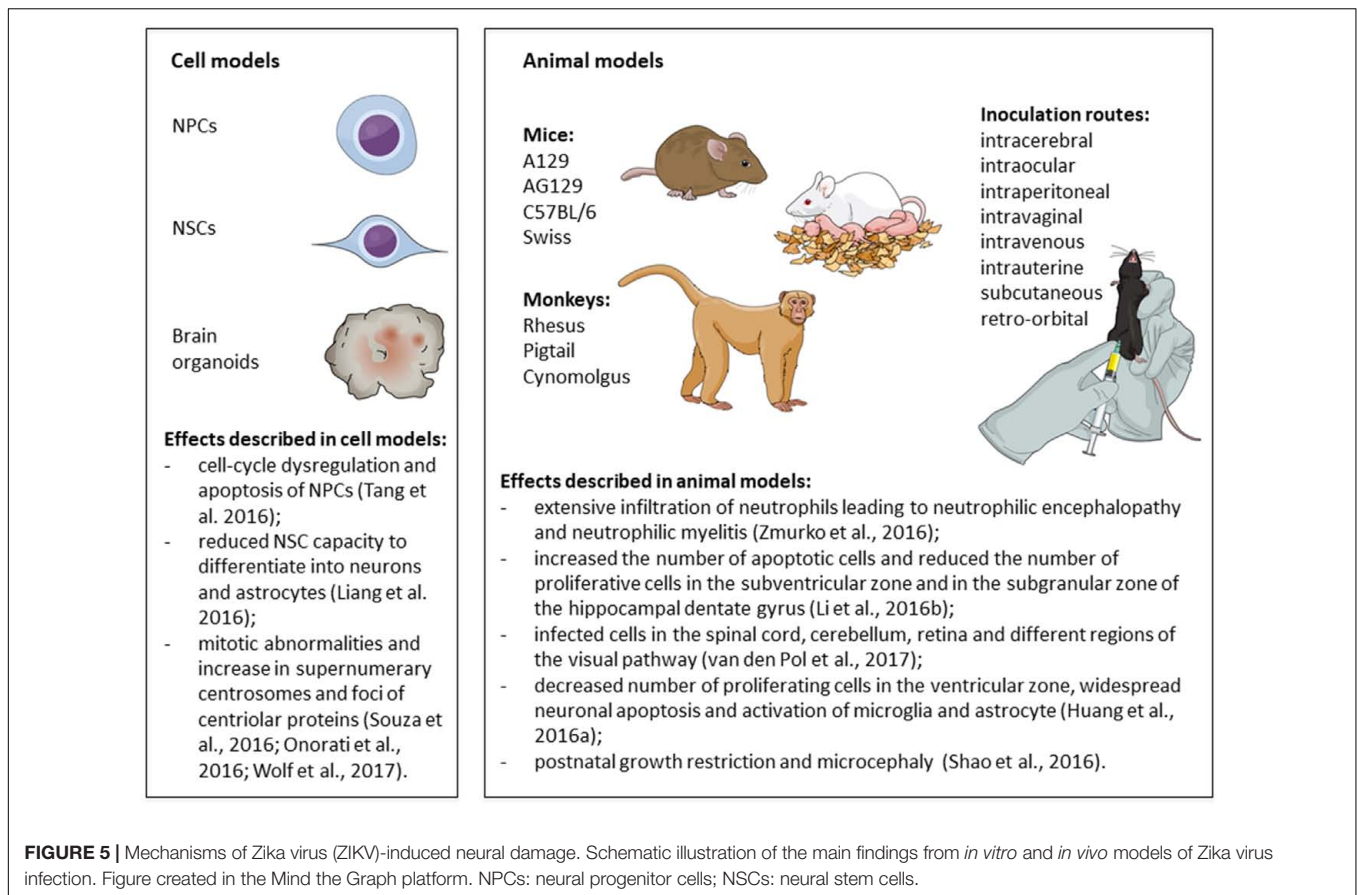 Cell models
NPCs
NSCs
Brain
organoids
Effects described in cell models:
- cell-cycle dysregulation and
apoptosis of NPCs (Tang et
al. 2016);
- reduced NSC capacity to
differentiate into neurons
and astrocytes (Liang et al.
2016);
- mitotic abnormalities and
increase in supernumerary
centrosomes and foci of
centriolar proteins (Souza et
al., 2016; Onorati et al.,
2016; Wolf et al., 2017).
Animal models
Mice:
A129
AG129
C57BL/6
Swiss
Monkeys:
Rhesus
Pigtail
Cynomolgus
Inoculation routes:
intracerebral
intraocular
intraperitoneal
intravaginal
intravenous
intrauterine
subcutaneous
retro-orbital
Effects described in animal models:
- extensive infiltration of neutrophils leading to neutrophilic encephalopathy
and neutrophilic myelitis (Zmurko et al., 2016);
- increased the number of apoptotic cells and reduced the number of
proliferative cells in the subventricular zone and in the subgranular zone of
the hippocampal dentate gyrus (Li et al., 2016b);
- infected cells in the spinal cord, cerebellum, retina and different regions of
the visual pathway (van den Pol et al., 2017);
- decreased number of proliferating cells in the ventricular zone, widespread
neuronal apoptosis and activation of microglia and astrocyte (Huang et al.,
2016a);
- postnatal growth restriction and microcephaly (Shao et al., 2016).
FIGURE 5 | Mechanisms of Zika virus (ZIKV)-induced neural damage. Schematic illustration of the main findings from in vitro and in vivo models of Zika virus
infection. Figure created in the Mind the Graph platform. NPCs: neural progenitor cells; NSCs: neural stem cells.